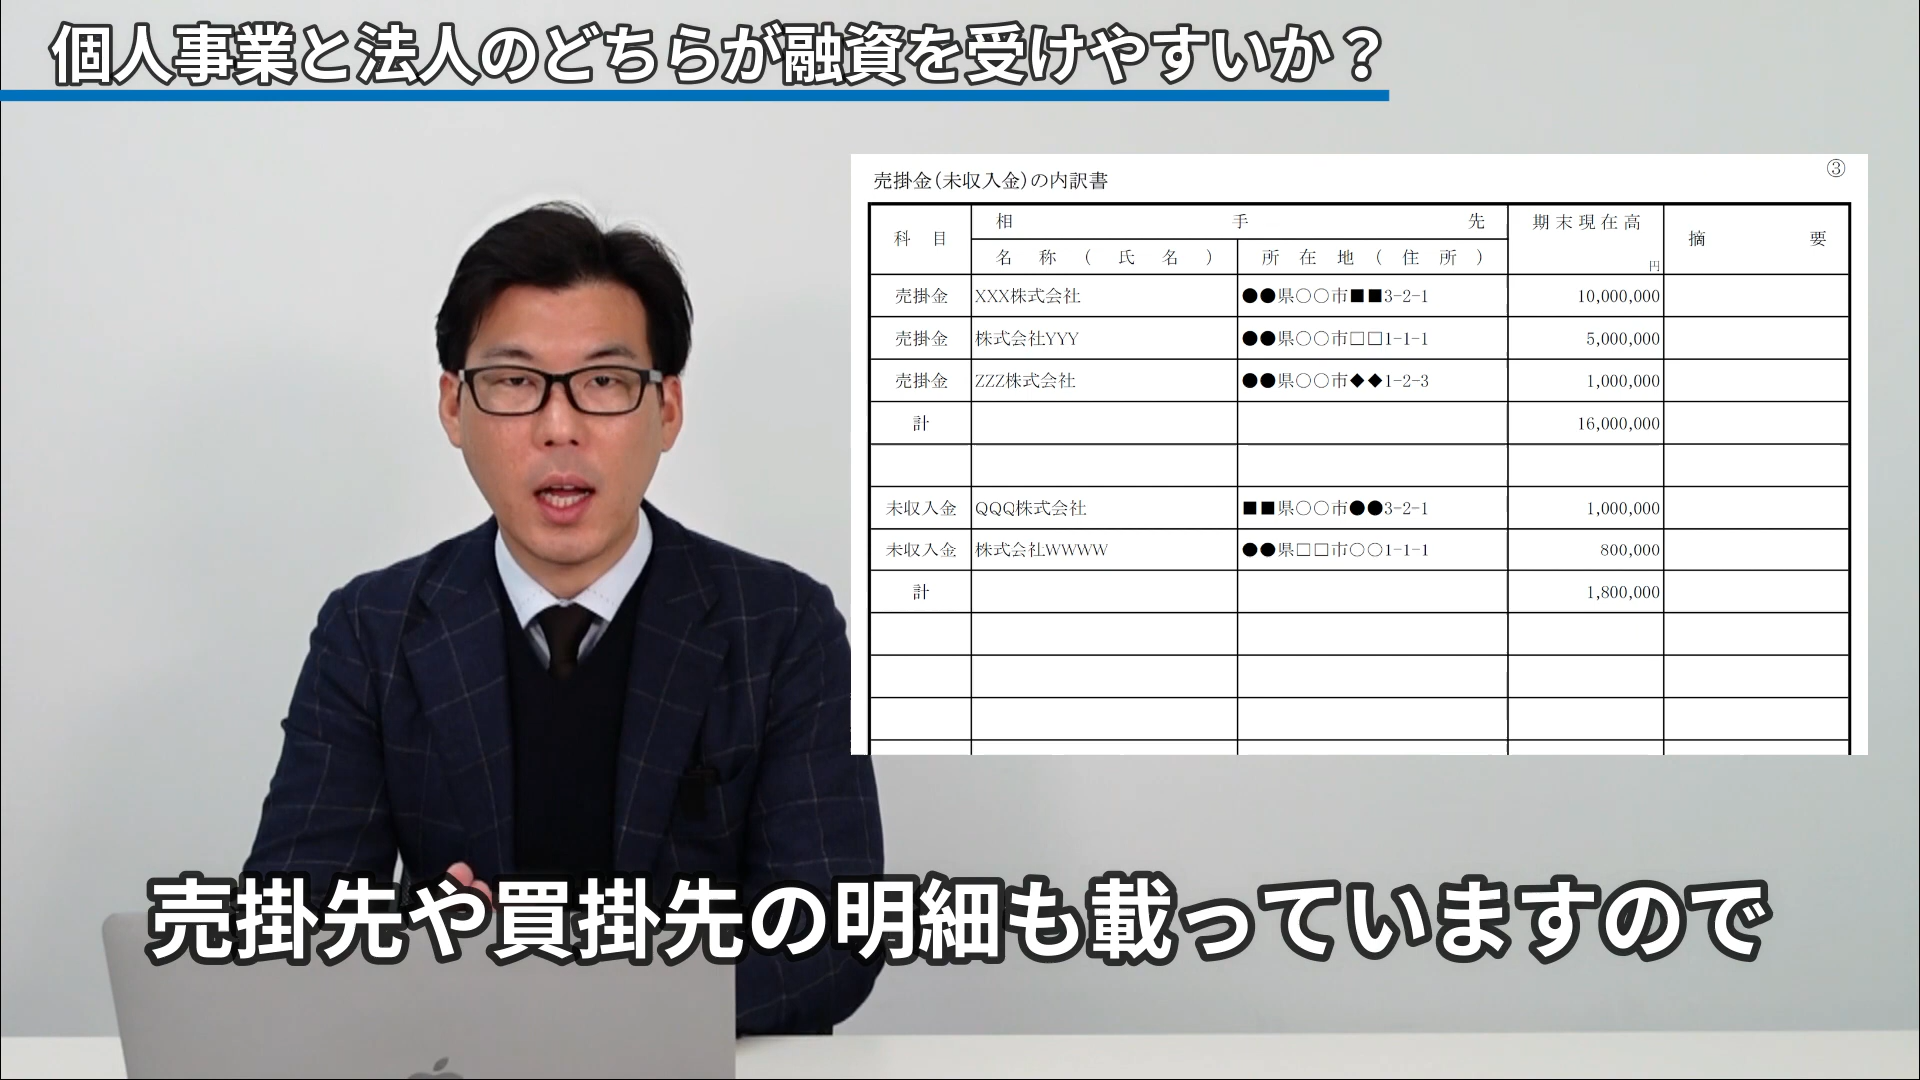 個人事業と法人のどちらが融資を受けやすいか？
③
売掛金(未収入金)の内訳書
科目 相手先 期末現在高 摘要
名称(氏名) 所在地(住所) 円
売掛金 XXX株式会社 ●●県○○市■■3-2-1 10,000,000
売掛金 株式会社YYY ●●県○○市□□1-1-1 5,000,000
売掛金 ZZZ株式会社 ●●県○○市◆◆1-2-3 1,000,000
計 16,000,000
未収入金 QQQ株式会社 ■■県○○市●●3-2-1 1,000,000
未収入金 株式会社WWWW ●●県□□市○○1-1-1 800,000
計 1,800,000
売掛先や買掛先の明細も載っていますので